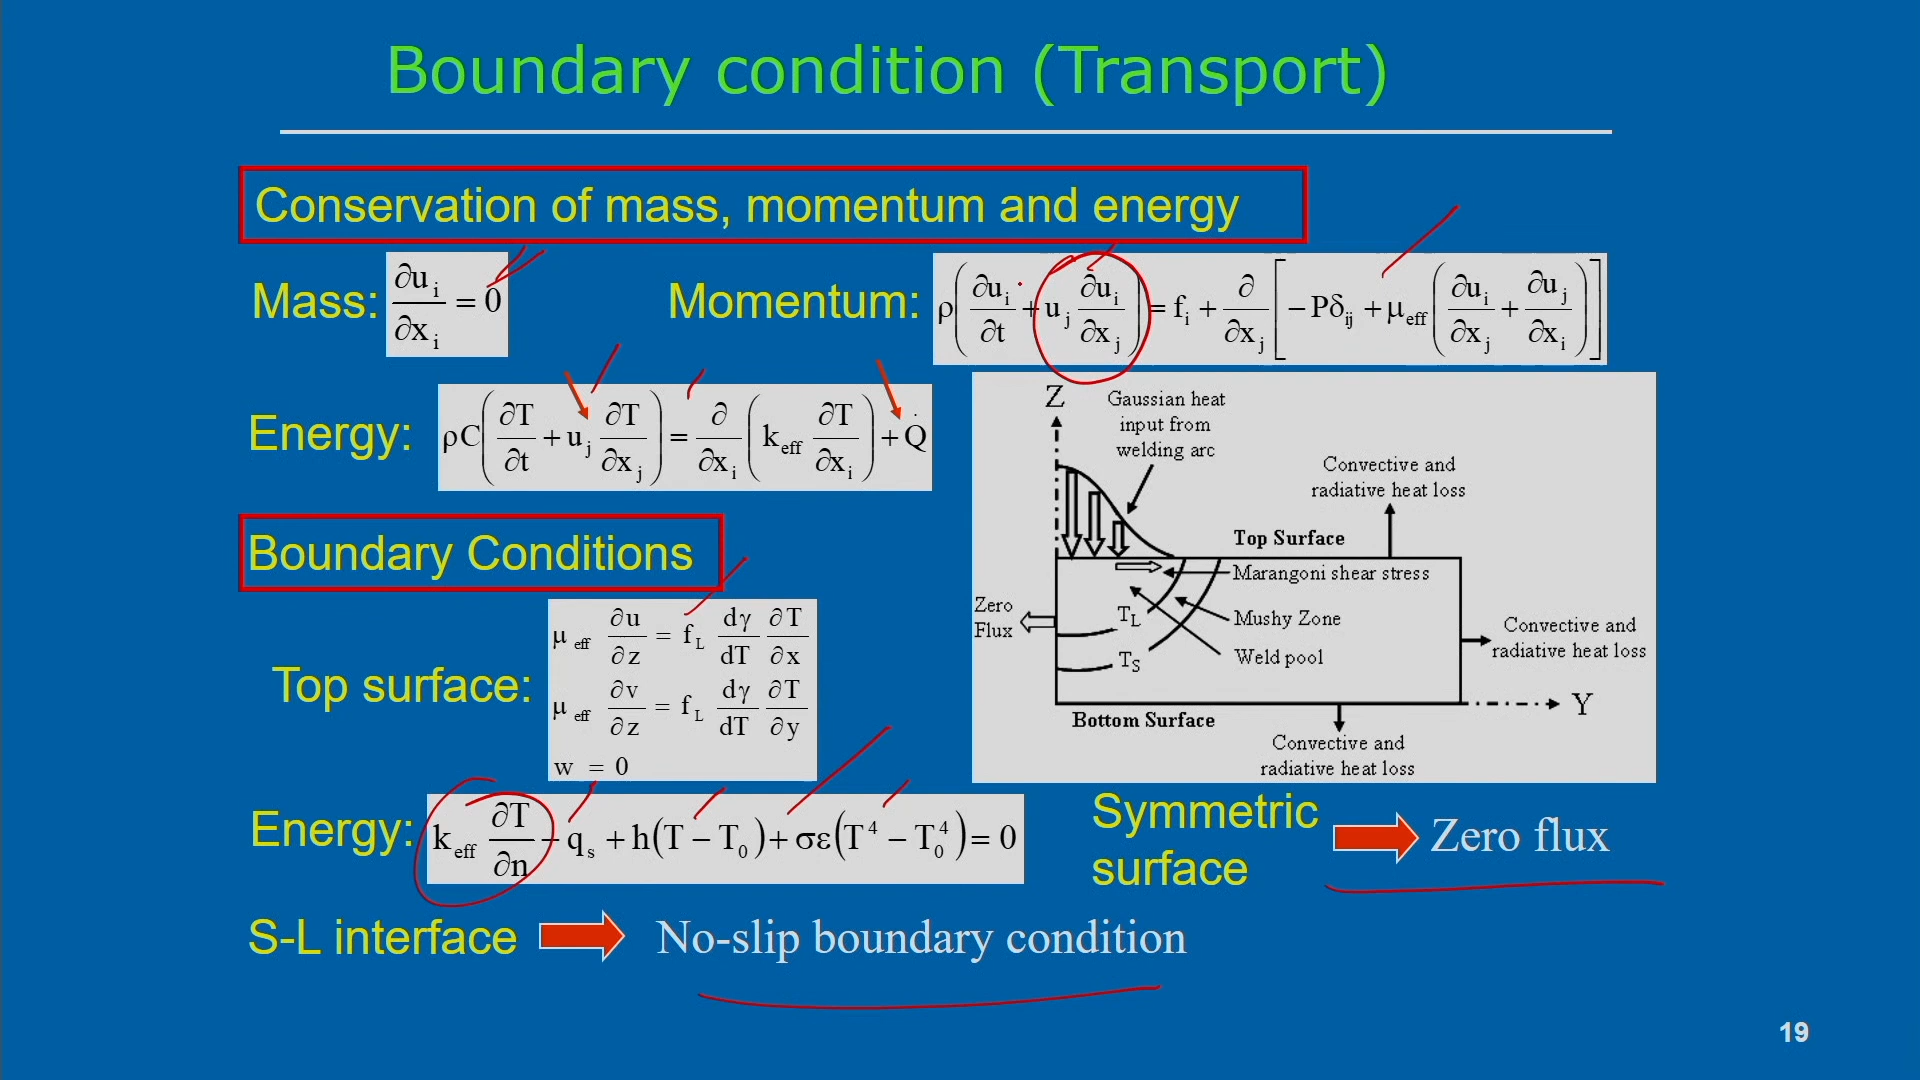 Boundary condition (Transport)
Conservation of mass, momentum and energy
Mass: ∂u_i/∂x_i = 0
Momentum: ρ(∂u_i/∂t + u_j ∂u_i/∂x_j) = f_i + ∂/∂x_j [−Pδ_ij + μ_eff (∂u_i/∂x_j + ∂u_j/∂x_i)]
Energy: ρC(∂T/∂t + u_j ∂T/∂x_j) = ∂/∂x_i (k_eff ∂T/∂x_i) + Q̇
Z
Gaussian heat
input from
welding arc
Convective and
radiative heat loss
Top Surface
Marangoni shear stress
Zero
Flux
T_L
Mushy Zone
T_S
Weld pool
Convective and
radiative heat loss
Y
Bottom Surface
Convective and
radiative heat loss
Boundary Conditions
Top surface:
μ_eff ∂u/∂z = f_L dγ/dT ∂T/∂x
μ_eff ∂v/∂z = f_L dγ/dT ∂T/∂y
w = 0
Energy: k_eff ∂T/∂n − q_s + h(T − T_0) + σε(T^4 − T_0^4) = 0
Symmetric
surface
Zero flux
S-L interface
No-slip boundary condition
19